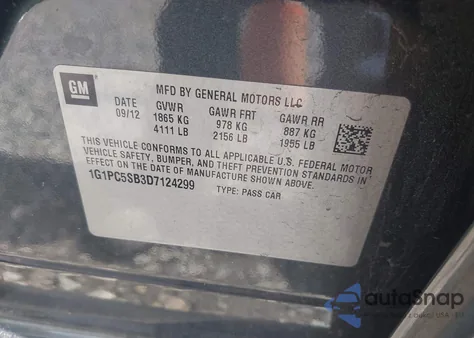 GM
MFD BY GENERAL MOTORS LLC
DATE GVWR GAWR FRT GAWR RR
09/12 1865 KG 978 KG 887 KG
4111 LB 2156 LB 1955 LB
THIS VEHICLE CONFORMS TO ALL APPLICABLE U.S. FEDERAL MOTOR
VEHICLE SAFETY, BUMPER, AND THEFT PREVENTION STANDARDS IN
EFFECT ON THE DATE OF MANUFACTURE SHOWN ABOVE.
1G1PC5SB3D7124299
TYPE: PASS CAR
autoSnap